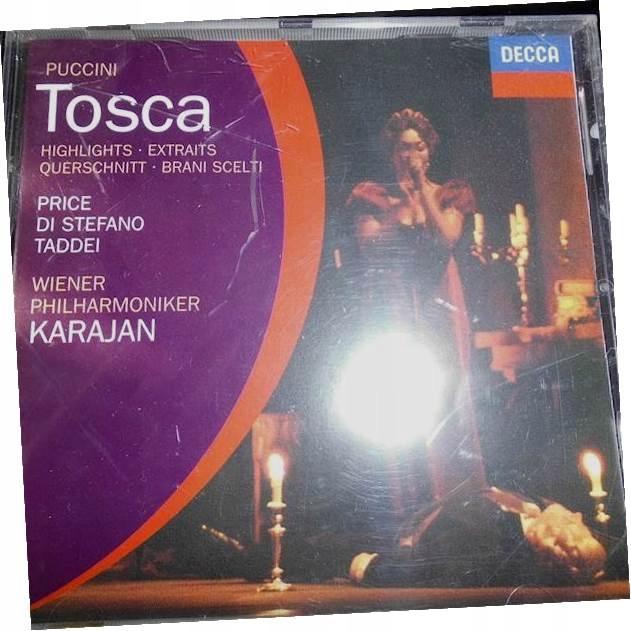 PUCCINI
Tosca
HIGHLIGHTS · EXTRAITS
QUERSCHNITT · BRANI SCELTI
PRICE
DI STEFANO
TADDEI
WIENER
PHILHARMONIKER
KARAJAN
DECCA